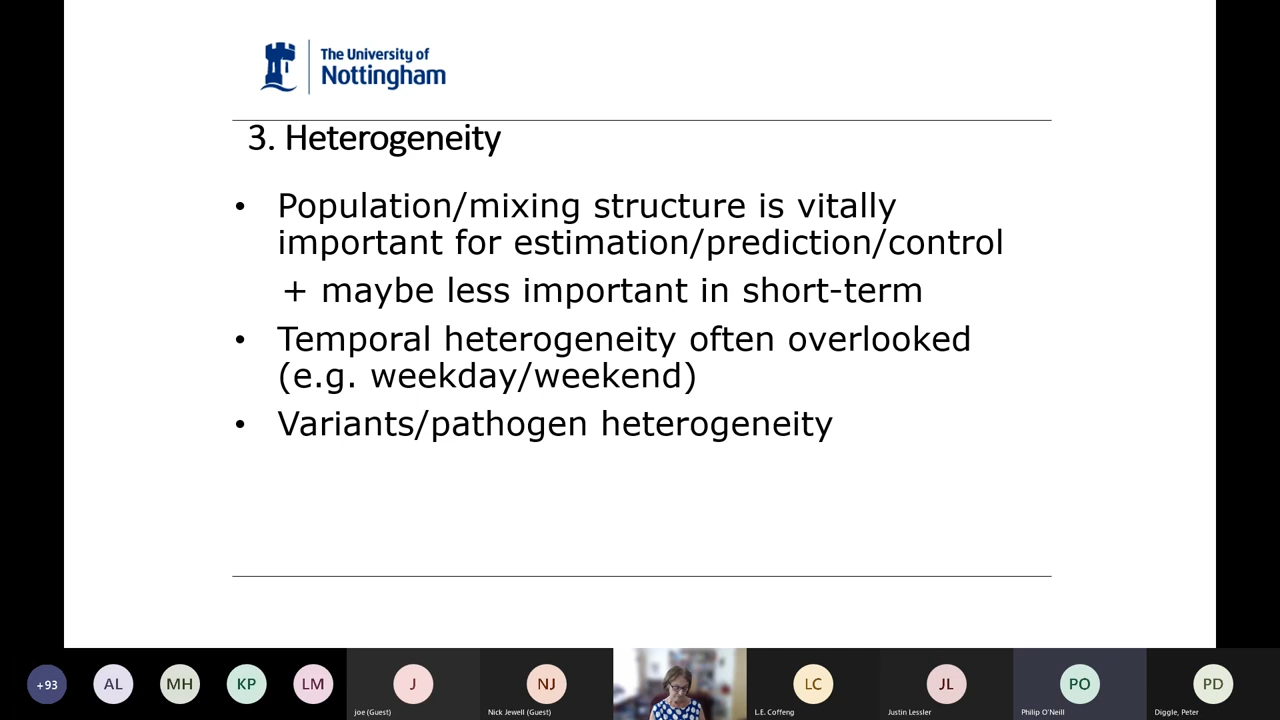 The University of
Nottingham
3. Heterogeneity
• Population/mixing structure is vitally
important for estimation/prediction/control
+ maybe less important in short-term
• Temporal heterogeneity often overlooked
(e.g. weekday/weekend)
• Variants/pathogen heterogeneity
+93
AL
MH
KP
LM
J
joe (Guest)
NJ
Nick Jewell (Guest)
LC
L.E. Coffeng
JL
Justin Lessler
PO
Philip O'Neill
PD
Diggle, Peter